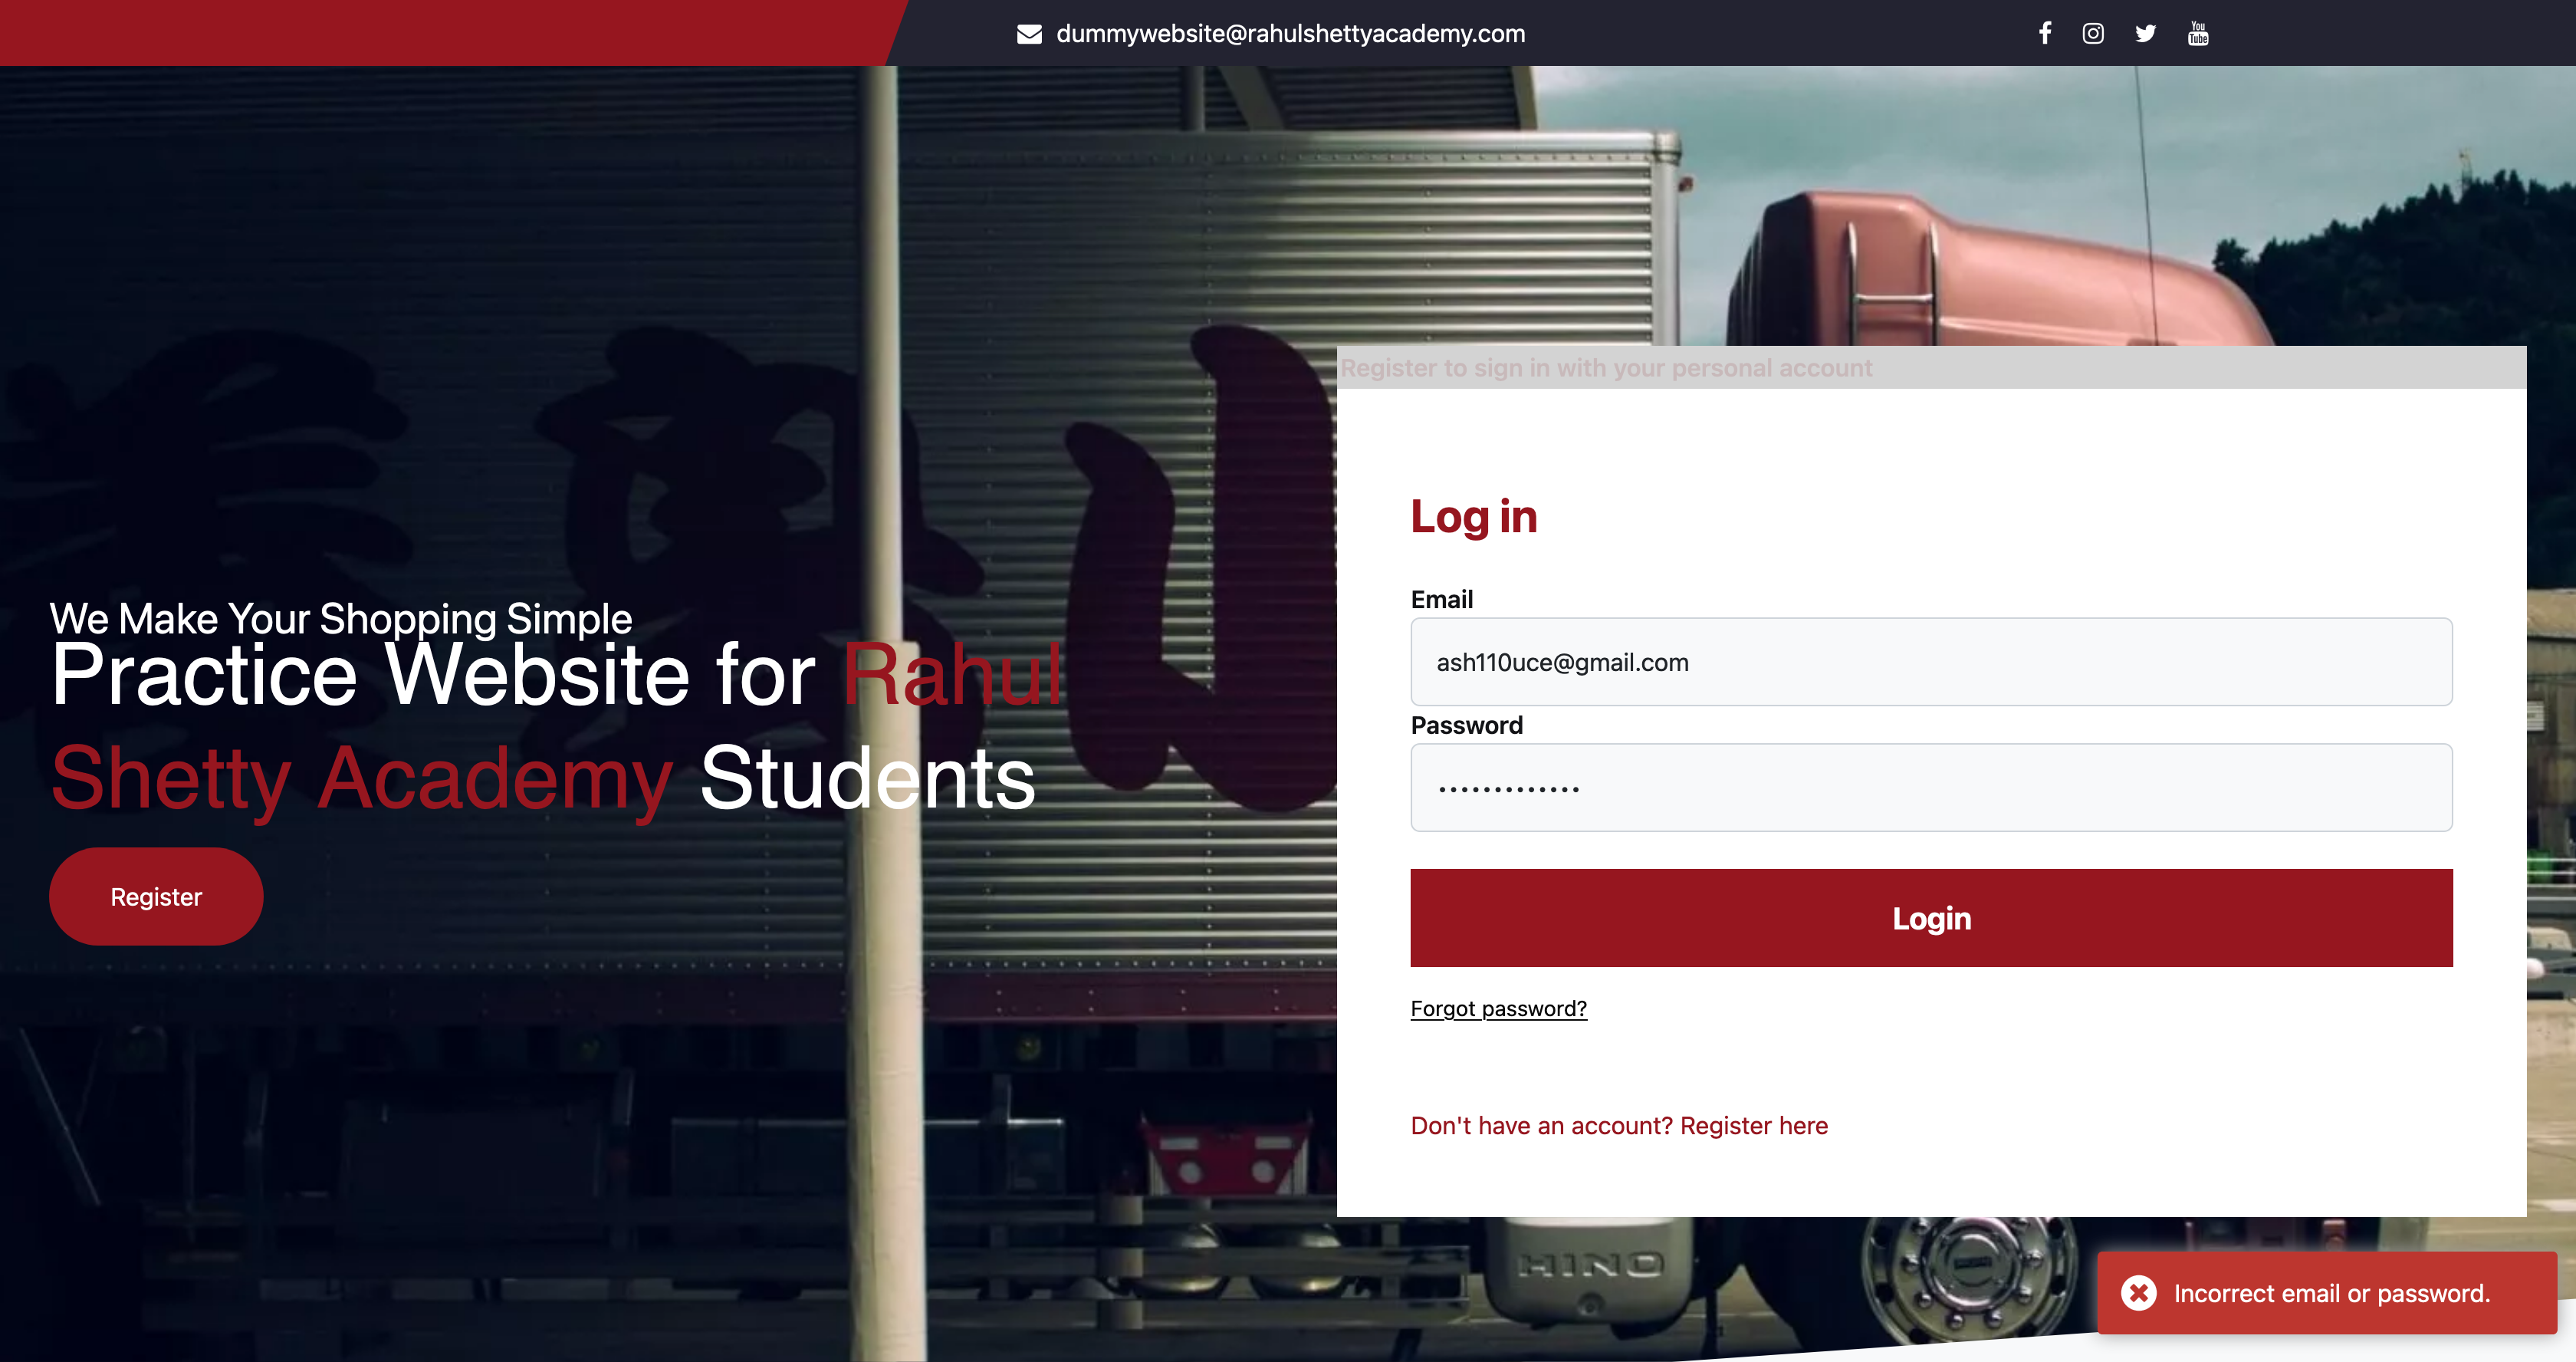 dummywebsite@rahulshettyacademy.com
You
Tube
We Make Your Shopping Simple
Practice Website for Rahul
Shetty Academy Students
Register
Register to sign in with your personal account
Log in
Email
ash110uce@gmail.com
Password
•••••••••••••
Login
Forgot password?
Don't have an account? Register here
HINO
Incorrect email or password.